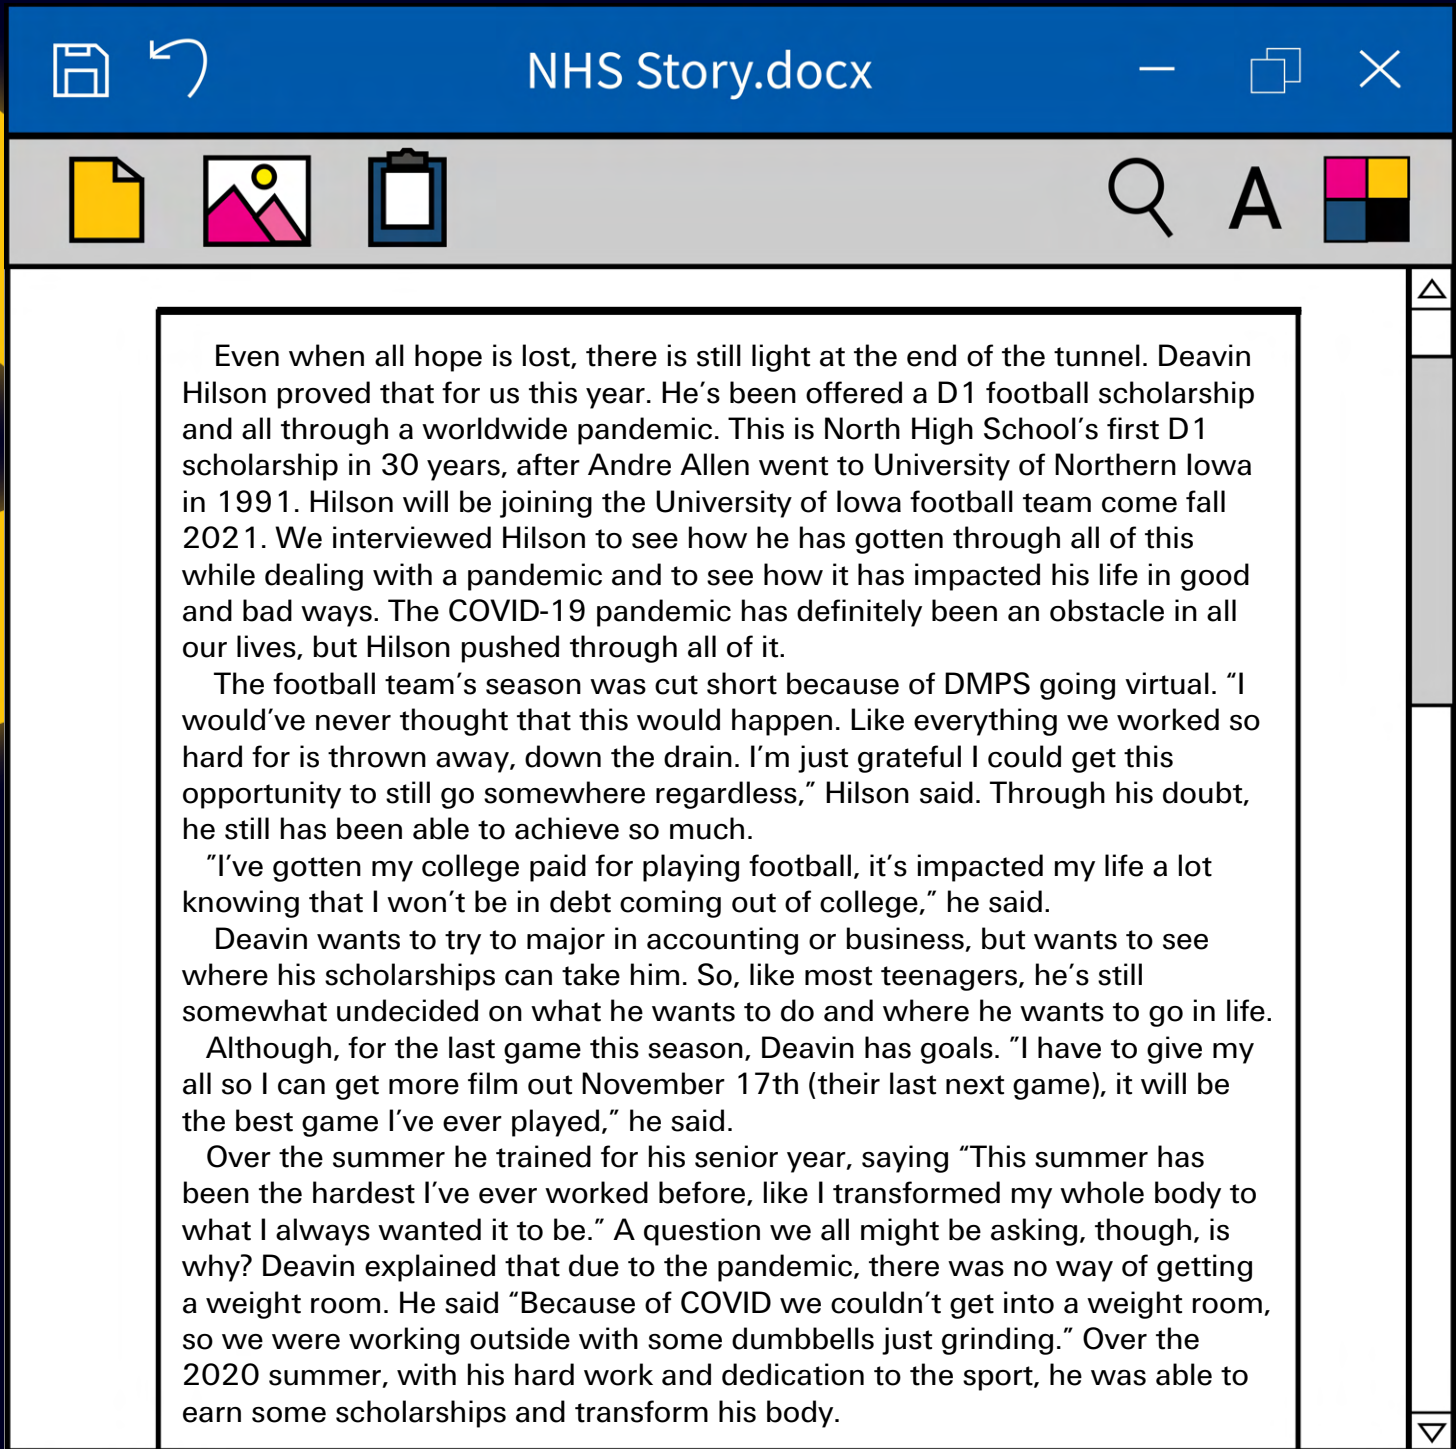 NHS Story.docx
A
Even when all hope is lost, there is still light at the end of the tunnel. Deavin
Hilson proved that for us this year. He's been offered a D1 football scholarship
and all through a worldwide pandemic. This is North High School's first D1
scholarship in 30 years, after Andre Allen went to University of Northern Iowa
in 1991. Hilson will be joining the University of Iowa football team come fall
2021. We interviewed Hilson to see how he has gotten through all of this
while dealing with a pandemic and to see how it has impacted his life in good
and bad ways. The COVID-19 pandemic has definitely been an obstacle in all
our lives, but Hilson pushed through all of it.
The football team's season was cut short because of DMPS going virtual. “I
would've never thought that this would happen. Like everything we worked so
hard for is thrown away, down the drain. I'm just grateful I could get this
opportunity to still go somewhere regardless,” Hilson said. Through his doubt,
he still has been able to achieve so much.
”I've gotten my college paid for playing football, it's impacted my life a lot
knowing that I won't be in debt coming out of college,” he said.
Deavin wants to try to major in accounting or business, but wants to see
where his scholarships can take him. So, like most teenagers, he's still
somewhat undecided on what he wants to do and where he wants to go in life.
Although, for the last game this season, Deavin has goals. ”I have to give my
all so I can get more film out November 17th (their last next game), it will be
the best game I've ever played,” he said.
Over the summer he trained for his senior year, saying “This summer has
been the hardest I've ever worked before, like I transformed my whole body to
what I always wanted it to be.” A question we all might be asking, though, is
why? Deavin explained that due to the pandemic, there was no way of getting
a weight room. He said “Because of COVID we couldn't get into a weight room,
so we were working outside with some dumbbells just grinding.” Over the
2020 summer, with his hard work and dedication to the sport, he was able to
earn some scholarships and transform his body.